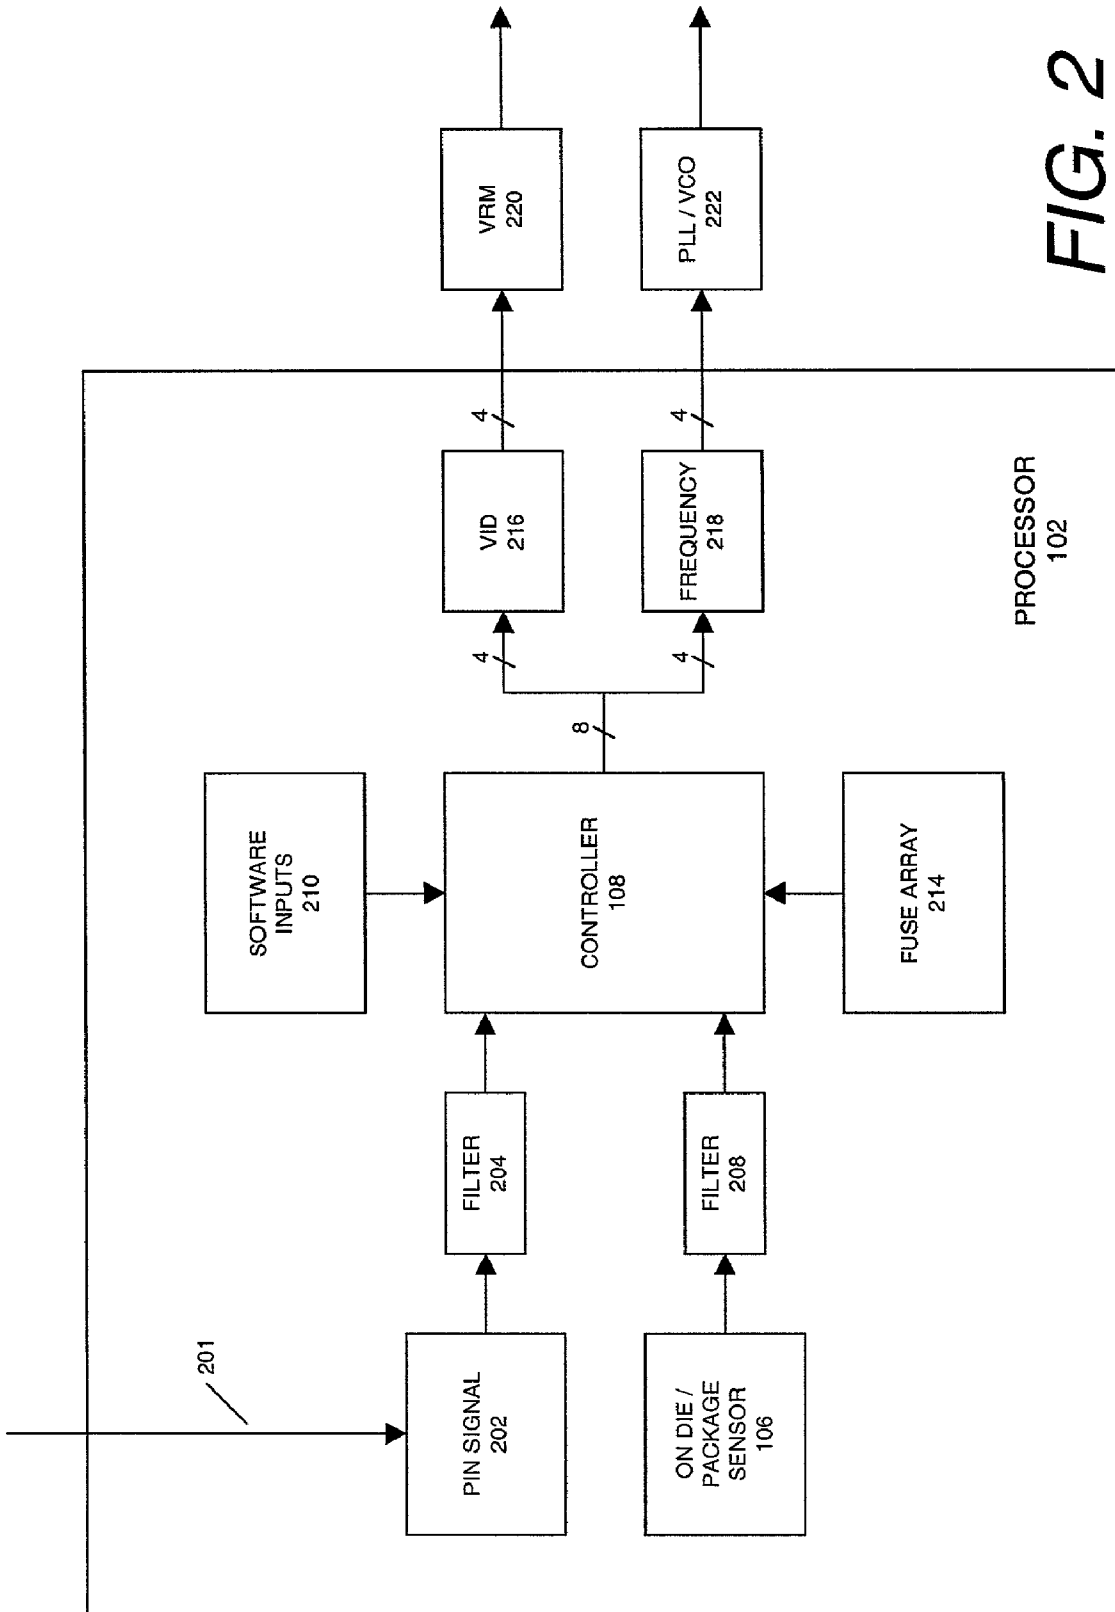 201
PIN SIGNAL
202
ON DIE /
PACKAGE
SENSOR
106
FILTER
204
FILTER
208
SOFTWARE
INPUTS
210
CONTROLLER
108
FUSE ARRAY
214
8
4
4
VID
216
FREQUENCY
218
4
4
VRM
220
PLL / VCO
222
PROCESSOR
102
FIG. 2